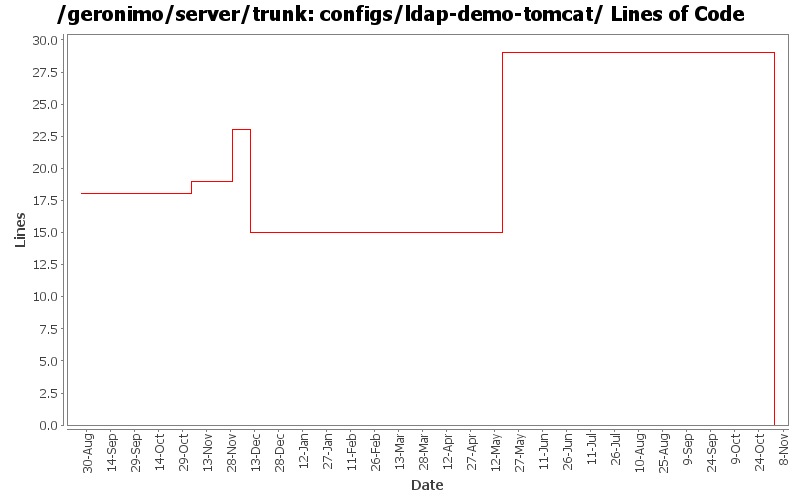 /geronimo/server/trunk: configs/ldap-demo-tomcat/ Lines of Code
30.0
27.5
25.0
22.5
20.0
17.5
15.0
12.5
10.0
7.5
5.0
2.5
0.0
Lines
30-Aug
14-Sep
29-Sep
14-Oct
29-Oct
13-Nov
28-Nov
13-Dec
28-Dec
12-Jan
27-Jan
11-Feb
26-Feb
13-Mar
28-Mar
12-Apr
27-Apr
12-May
27-May
11-Jun
26-Jun
11-Jul
26-Jul
10-Aug
25-Aug
9-Sep
24-Sep
9-Oct
24-Oct
8-Nov
Date